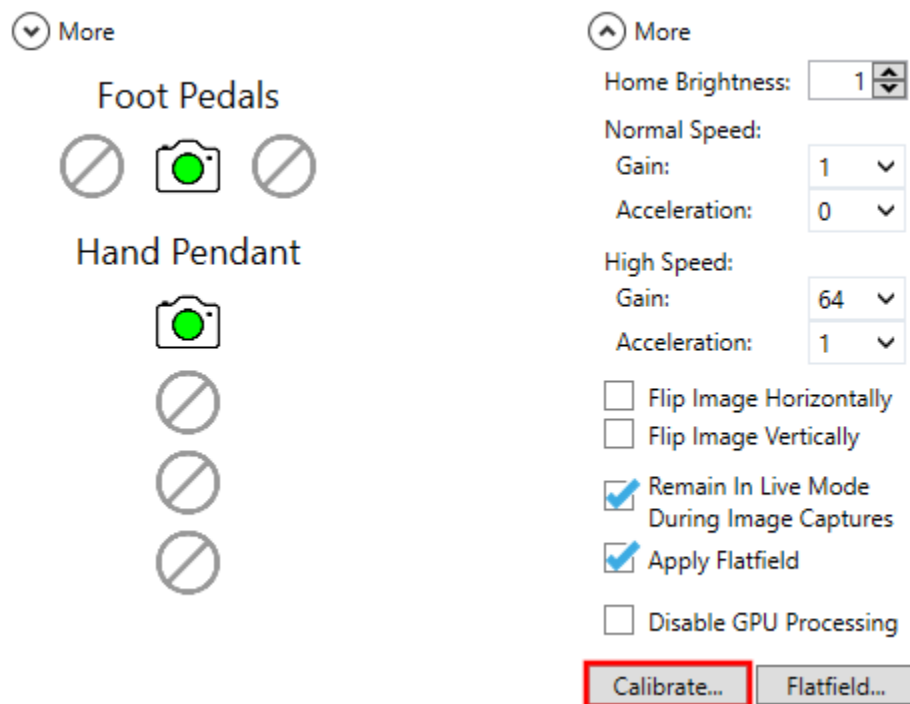 More
Foot Pedals
Hand Pendant
More
Home Brightness: 1
Normal Speed:
Gain: 1
Acceleration: 0
High Speed:
Gain: 64
Acceleration: 1
Flip Image Horizontally
Flip Image Vertically
Remain In Live Mode
During Image Captures
Apply Flatfield
Disable GPU Processing
Calibrate... Flatfield...